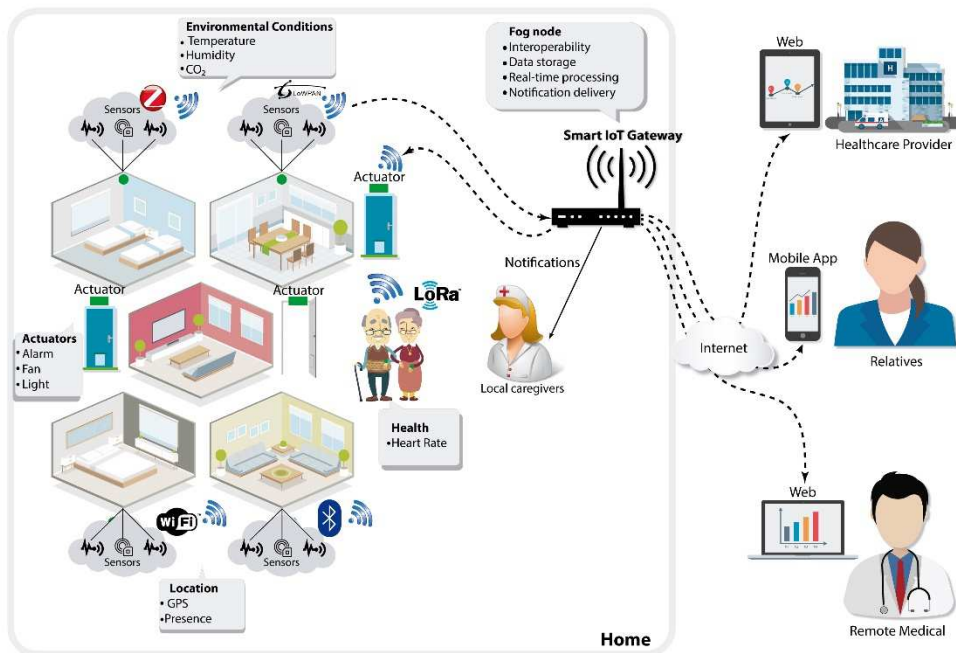 Environmental Conditions
• Temperature
• Humidity
• CO₂
Fog node
• Interoperability
• Data storage
• Real-time processing
• Notification delivery
Web
Healthcare Provider
Sensors
Z
Sensors
LoWPAN
Smart IoT Gateway
Actuator
Notifications
Mobile App
Relatives
Actuator
Actuator
LoRa
Actuators
• Alarm
• Fan
• Light
Local caregivers
Internet
Health
• Heart Rate
Web
WiFi
Sensors
Sensors
Location
• GPS
• Presence
Home
Remote Medical
H